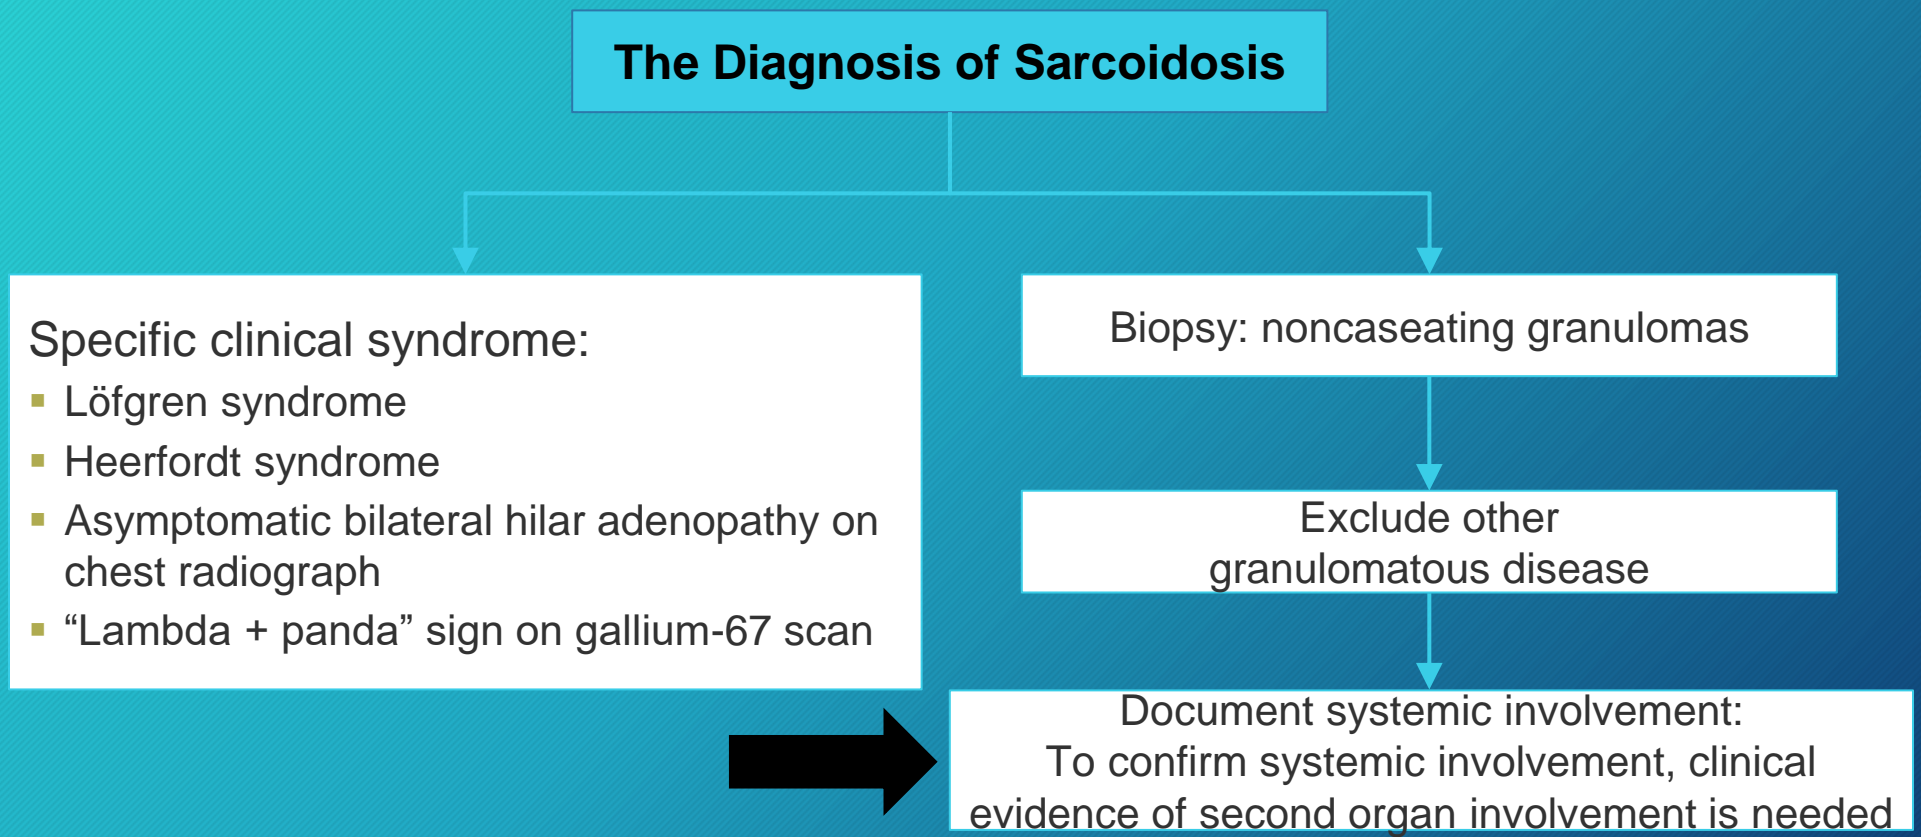 The Diagnosis of Sarcoidosis
Specific clinical syndrome:
▪ Löfgren syndrome
▪ Heerfordt syndrome
▪ Asymptomatic bilateral hilar adenopathy on
chest radiograph
▪ “Lambda + panda” sign on gallium-67 scan
Biopsy: noncaseating granulomas
Exclude other
granulomatous disease
Document systemic involvement:
To confirm systemic involvement, clinical
evidence of second organ involvement is needed